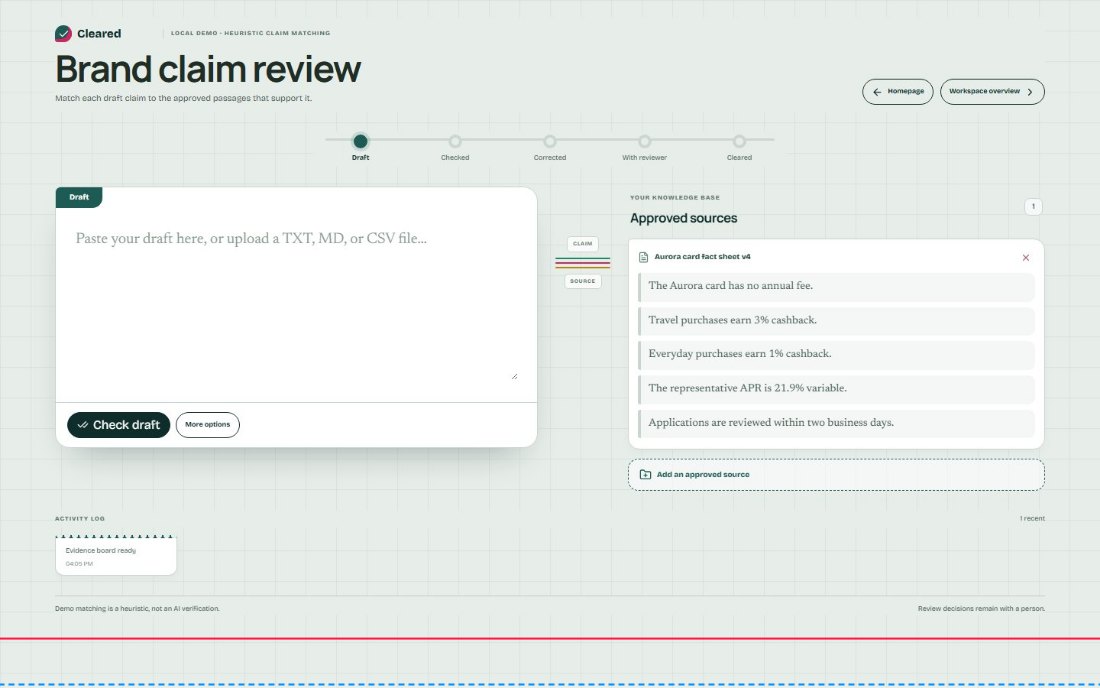 Cleared
LOCAL DEMO · HEURISTIC CLAIM MATCHING
Brand claim review
Match each draft claim to the approved passages that support it.
Homepage
Workspace overview
Draft
Checked
Corrected
With reviewer
Cleared
Draft
Paste your draft here, or upload a TXT, MD, or CSV file...
Check draft
More options
CLAIM
SOURCE
YOUR KNOWLEDGE BASE
Approved sources
1
Aurora card fact sheet v4
The Aurora card has no annual fee.
Travel purchases earn 3% cashback.
Everyday purchases earn 1% cashback.
The representative APR is 21.9% variable.
Applications are reviewed within two business days.
Add an approved source
ACTIVITY LOG
1 recent
Evidence board ready
04:05 PM
Demo matching is a heuristic, not an AI verification.
Review decisions remain with a person.